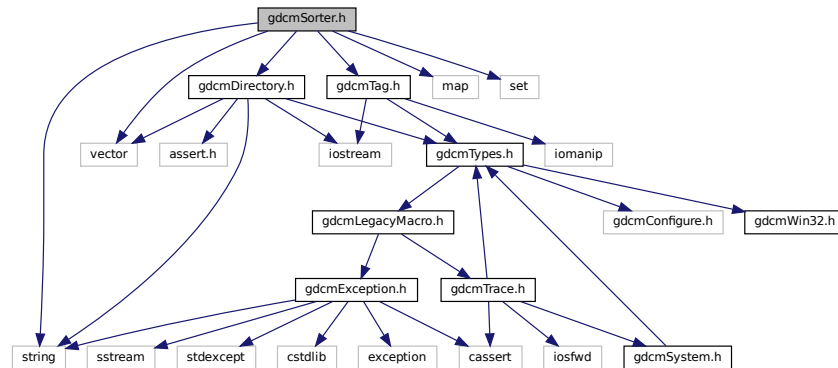 gdcmSorter.h
gdcmDirectory.h
gdcmTag.h
map
set
vector
assert.h
iostream
gdcmTypes.h
iomanip
gdcmLegacyMacro.h
gdcmConfigure.h
gdcmWin32.h
gdcmException.h
gdcmTrace.h
string
sstream
stdexcept
cstdlib
exception
cassert
iosfwd
gdcmSystem.h